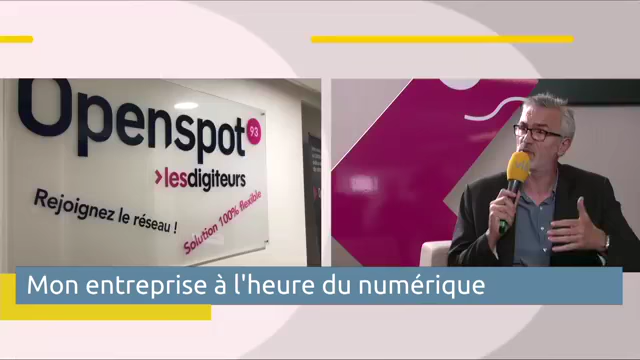 Openspot
93
>lesdigiteurs
Rejoignez le réseau !
Solution 100% flexible
Mon entreprise à l'heure du numérique